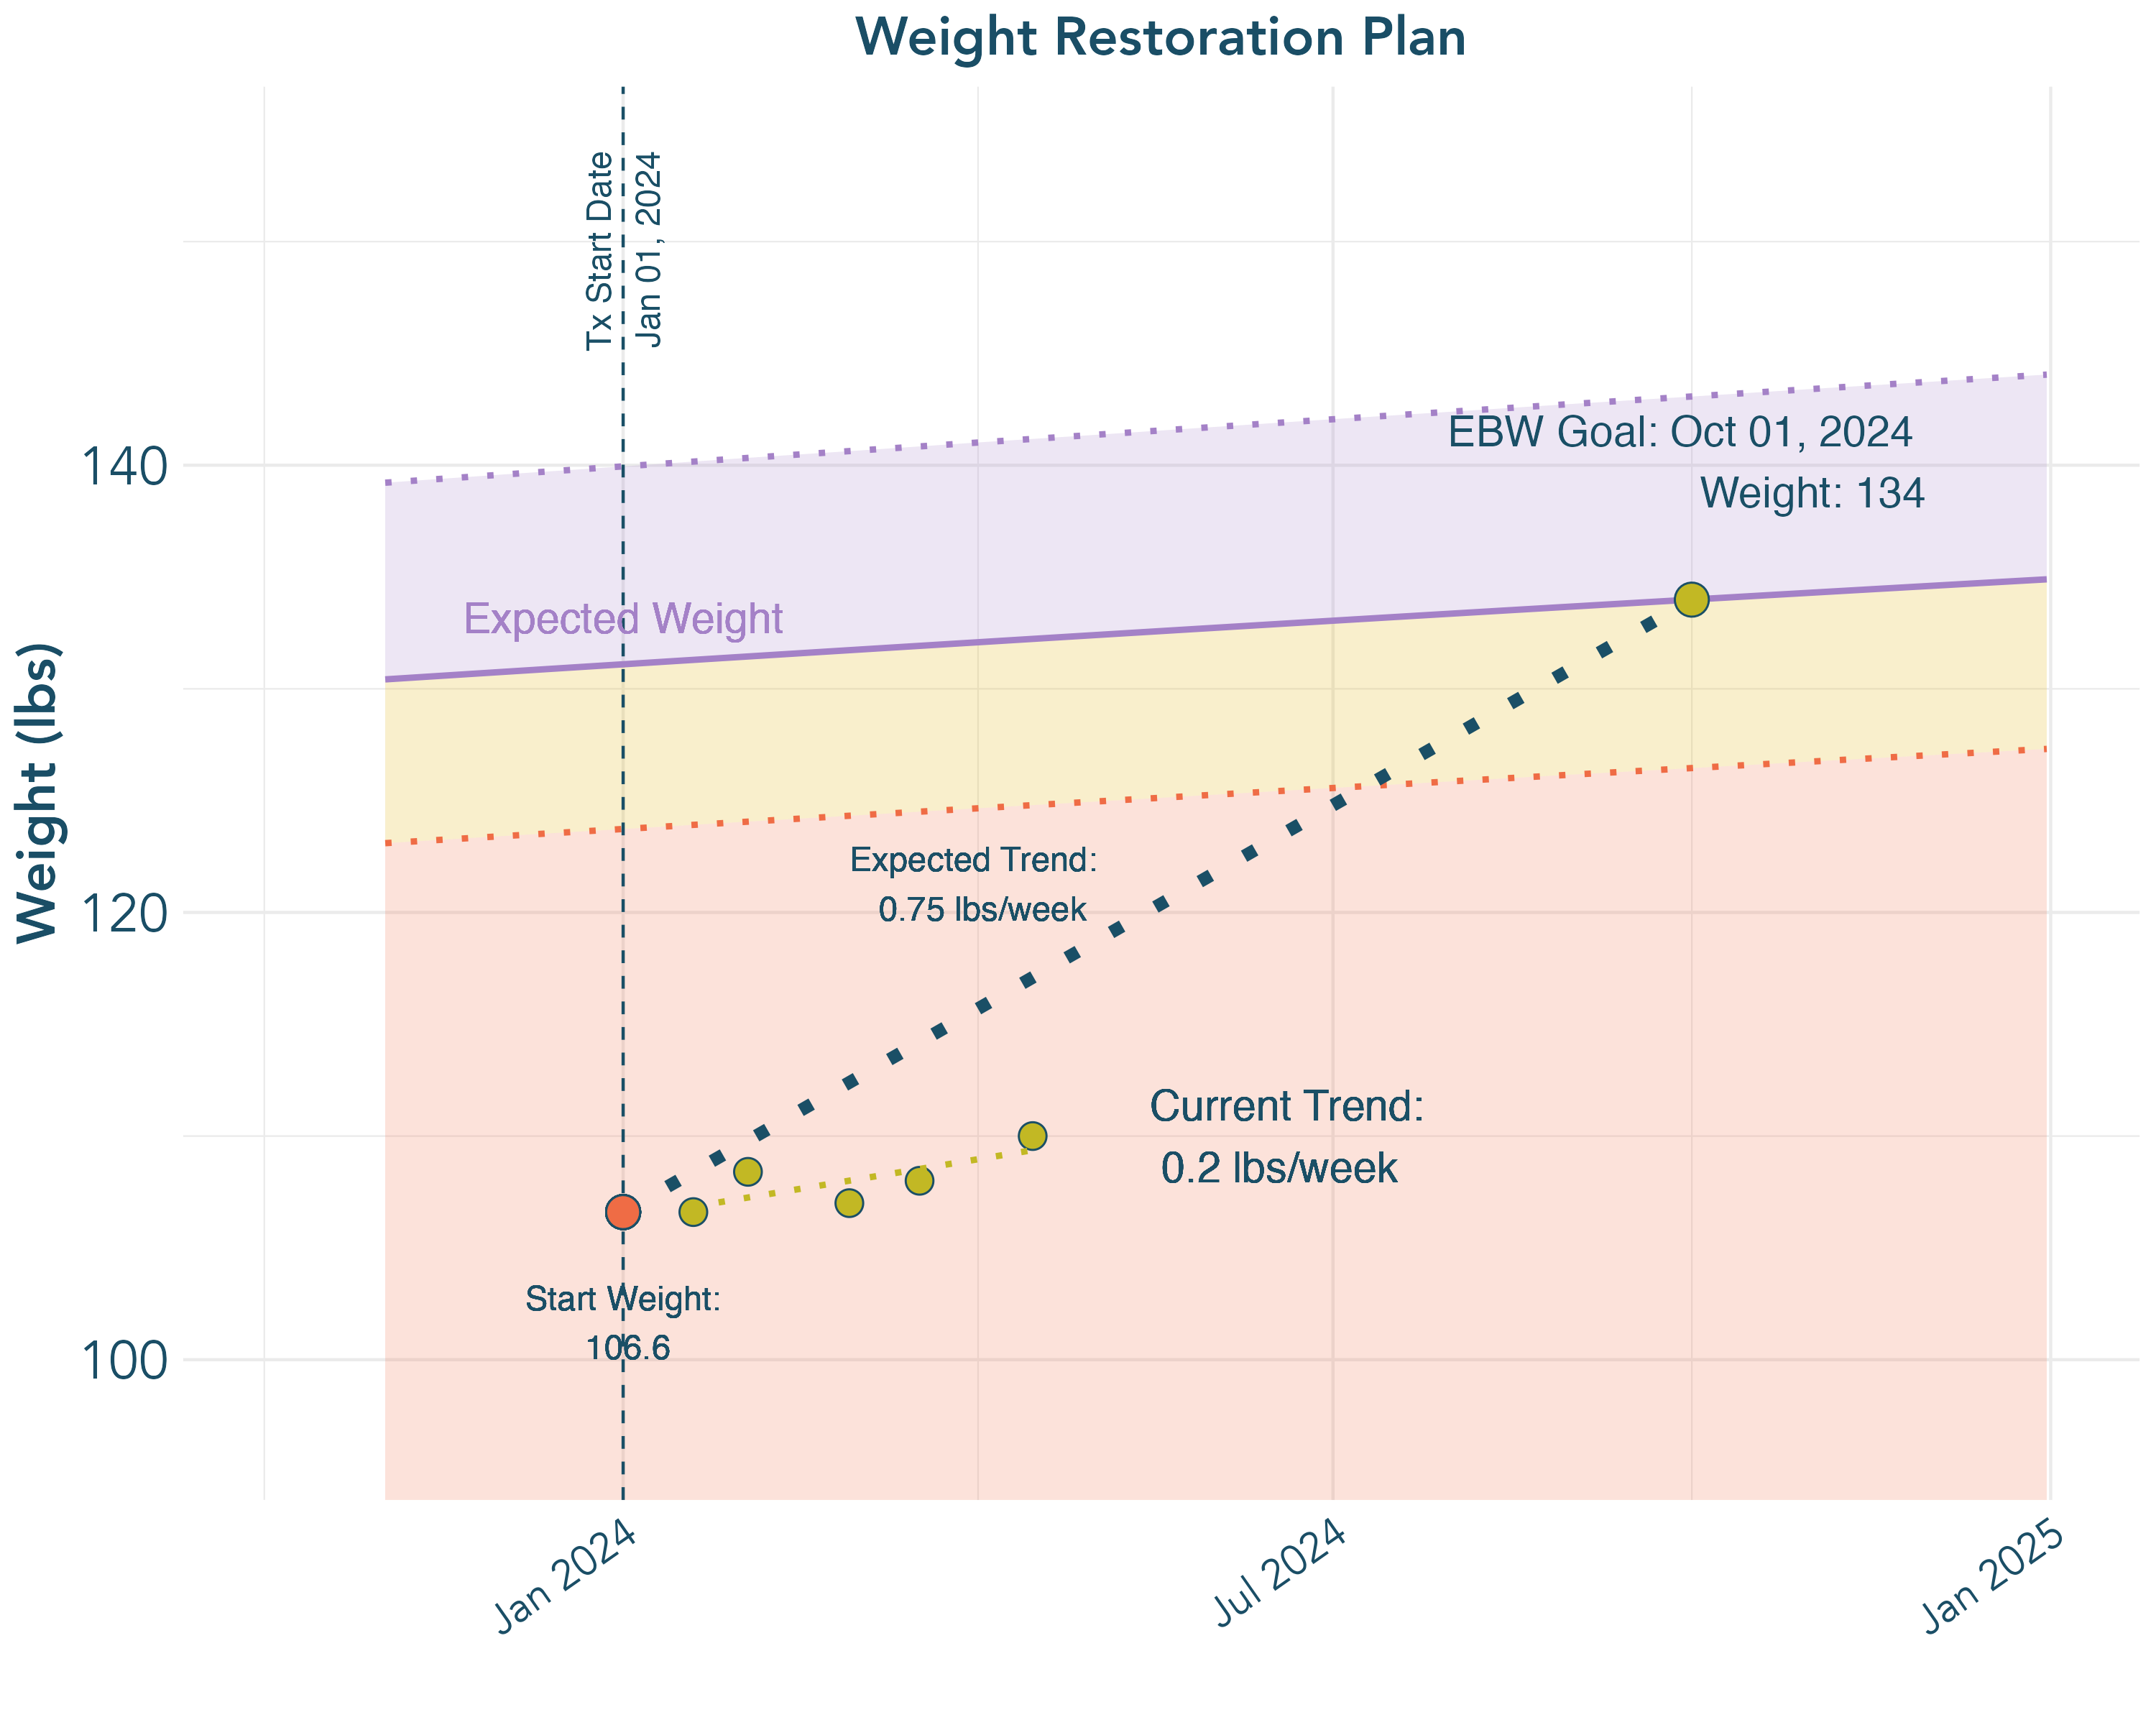 Weight Restoration Plan
Tx Start Date
Jan 01, 2024
140
EBW Goal: Oct 01, 2024
Weight: 134
Expected Weight
Weight (lbs)
Expected Trend:
0.75 lbs/week
120
Current Trend:
0.2 lbs/week
Start Weight:
106.6
100
Jan 2024
Jul 2024
Jan 2025